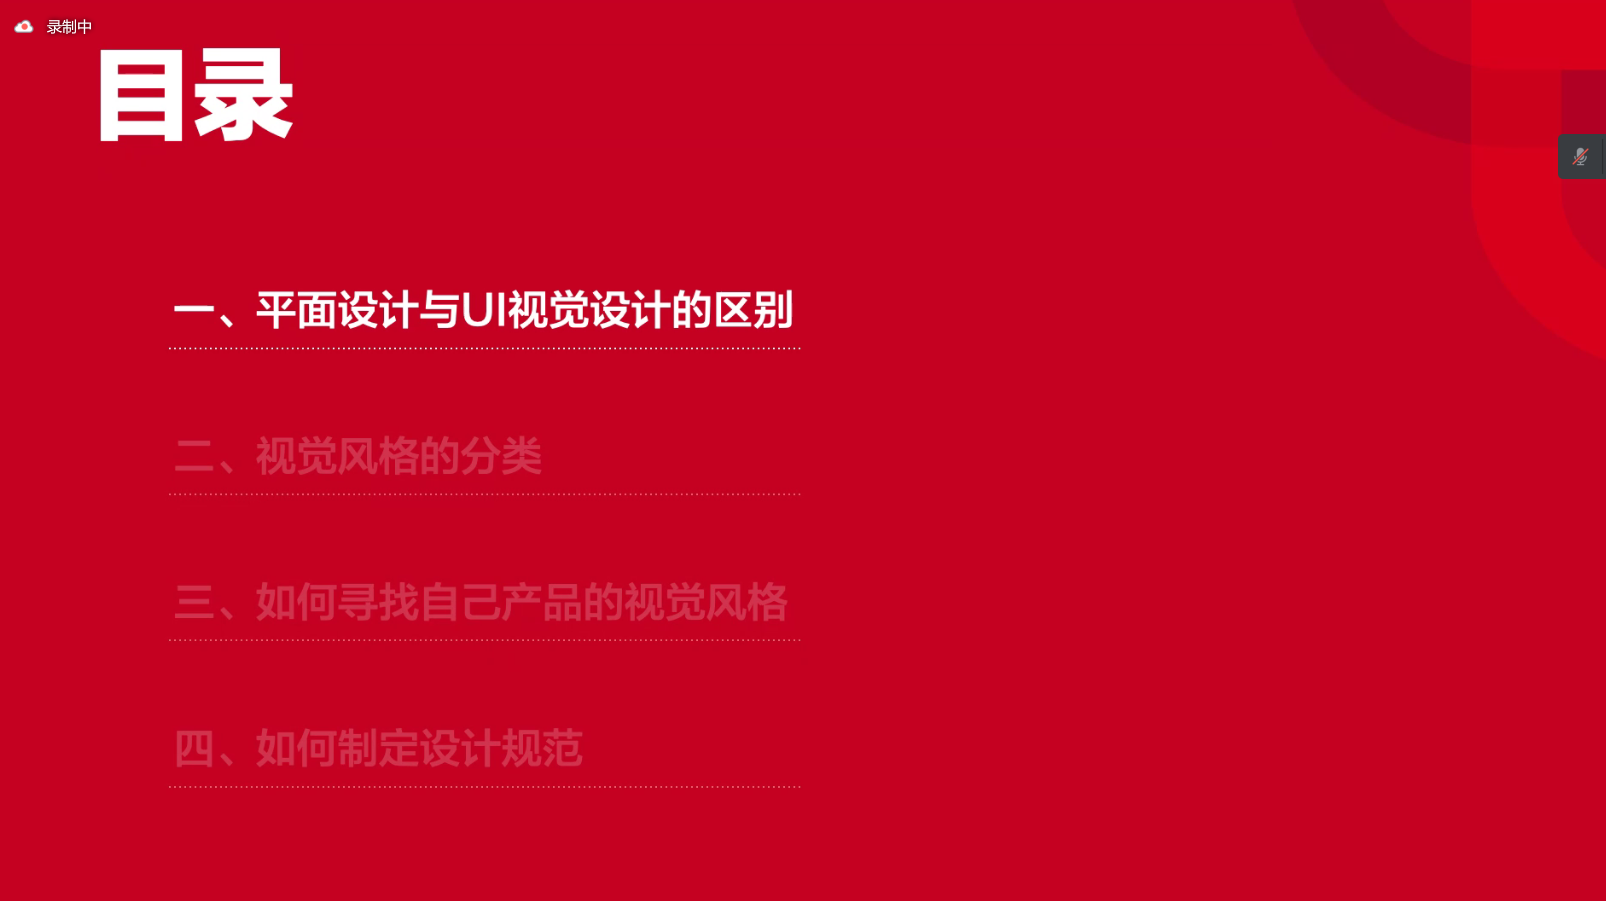 录制中
目录
一、平面设计与UI视觉设计的区别
二、视觉风格的分类
三、如何寻找自己产品的视觉风格
四、如何制定设计规范